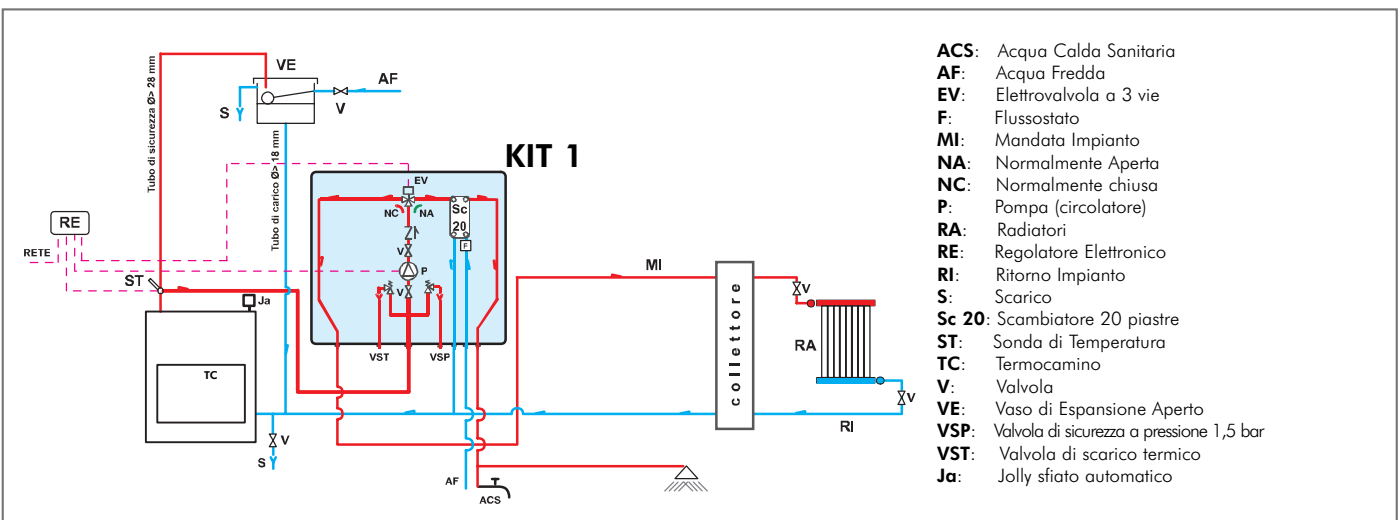 Tubo di sicurezza Ø> 28 mm
VE
AF
S
V
Tubo di carico Ø> 18 mm
KIT 1
EV
NC
NA
Sc
20
F
V
P
V
VST
VSP
RE
RETE
ST
Ja
TC
V
S
MI
collettore
V
RA
V
RI
AF
ACS
ACS: Acqua Calda Sanitaria
AF: Acqua Fredda
EV: Elettrovalvola a 3 vie
F: Flussostato
MI: Mandata Impianto
NA: Normalmente Aperta
NC: Normalmente chiusa
P: Pompa (circolatore)
RA: Radiatori
RE: Regolatore Elettronico
RI: Ritorno Impianto
S: Scarico
Sc 20: Scambiatore 20 piastre
ST: Sonda di Temperatura
TC: Termocamino
V: Valvola
VE: Vaso di Espansione Aperto
VSP: Valvola di sicurezza a pressione 1,5 bar
VST: Valvola di scarico termico
Ja: Jolly sfiato automatico